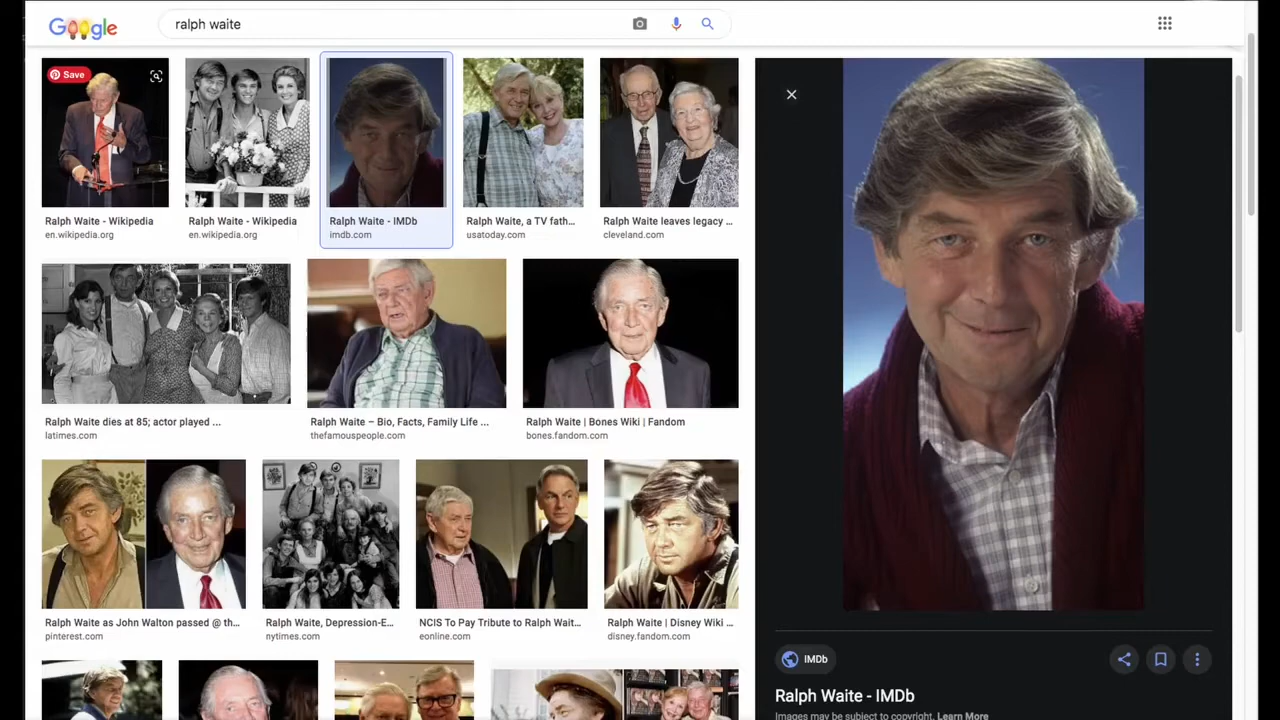 Google
ralph waite
Save
Ralph Waite - Wikipedia
en.wikipedia.org
Ralph Waite - Wikipedia
en.wikipedia.org
Ralph Waite - IMDb
imdb.com
Ralph Waite, a TV fath...
usatoday.com
Ralph Waite leaves legacy ...
cleveland.com
Ralph Waite dies at 85; actor played ...
latimes.com
Ralph Waite – Bio, Facts, Family Life ...
thefamouspeople.com
Ralph Waite | Bones Wiki | Fandom
bones.fandom.com
Ralph Waite as John Walton passed @ th...
pinterest.com
Ralph Waite, Depression-E...
nytimes.com
NCIS To Pay Tribute to Ralph Wait...
eonline.com
Ralph Waite | Disney Wiki ...
disney.fandom.com
IMDb
Ralph Waite - IMDb
Images may be subject to copyright. Learn More